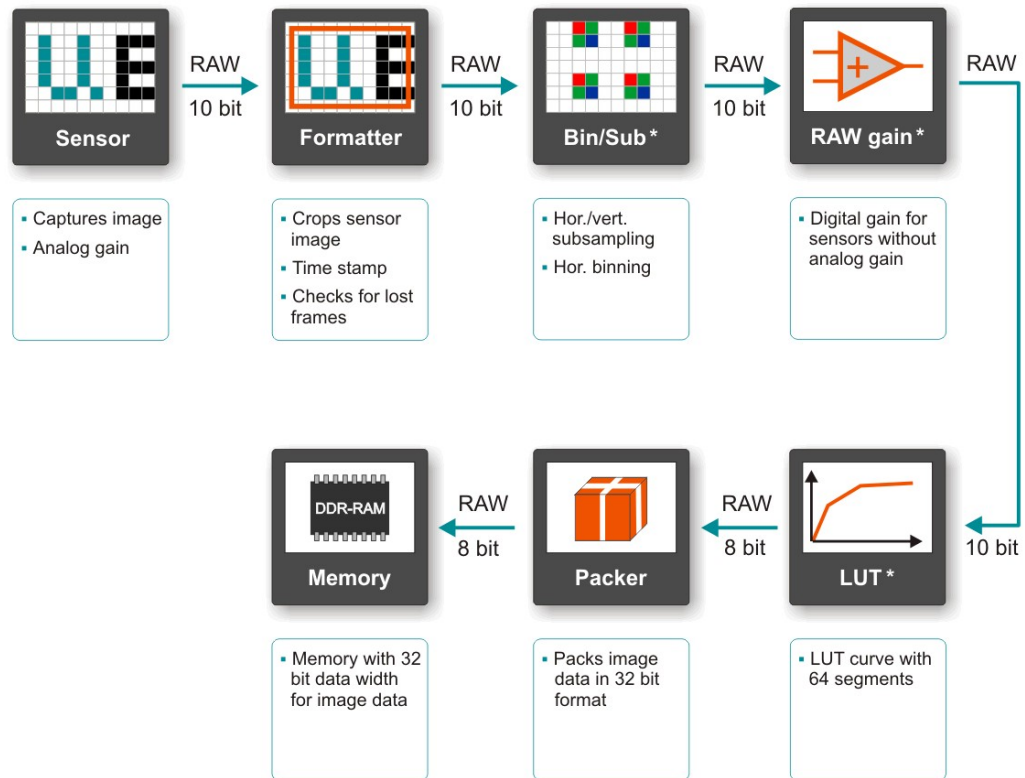 RAW
10 bit
RAW
10 bit
RAW
10 bit
RAW
Sensor
Formatter
Bin/Sub *
RAW gain *
▪ Captures image
▪ Analog gain
▪ Crops sensor
image
▪ Time stamp
▪ Checks for lost
frames
▪ Hor./vert.
subsampling
▪ Hor. binning
▪ Digital gain for
sensors without
analog gain
10 bit
LUT *
RAW
8 bit
Packer
RAW
8 bit
DDR-RAM
Memory
▪ Memory with 32
bit data width
for image data
▪ Packs image
data in 32 bit
format
▪ LUT curve with
64 segments